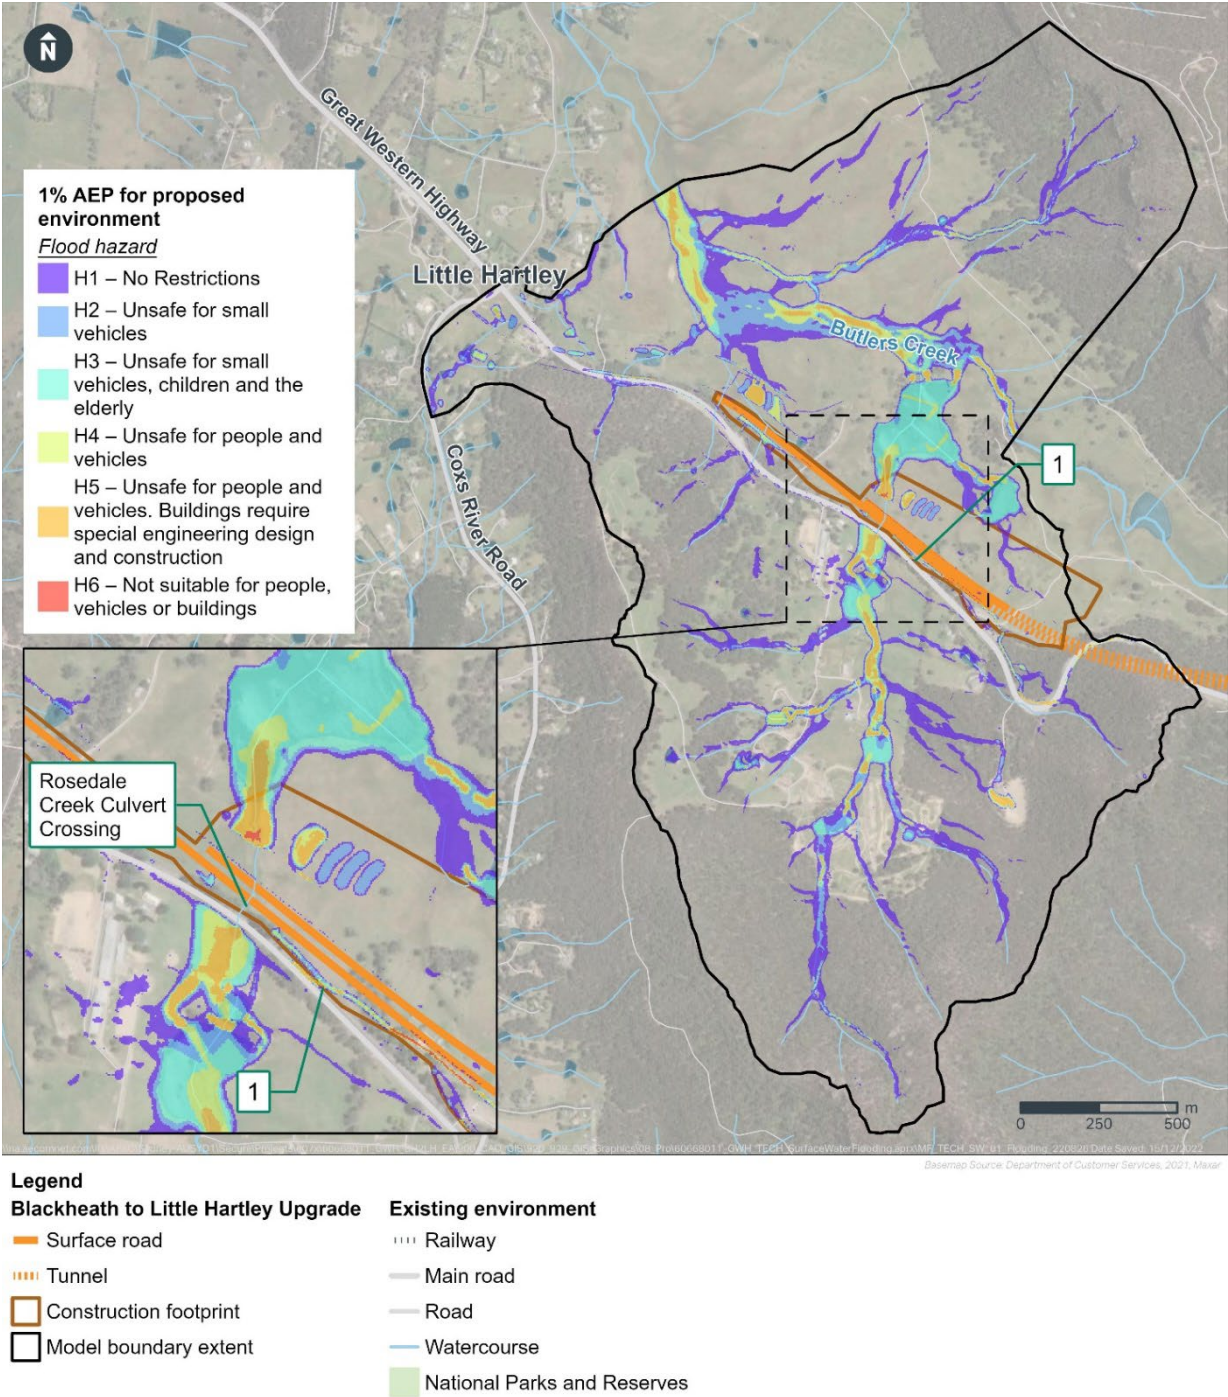 N
Great Western Highway
1% AEP for proposed
environment
Flood hazard
H1 – No Restrictions
H2 – Unsafe for small
vehicles
H3 – Unsafe for small
vehicles, children and the
elderly
H4 – Unsafe for people and
vehicles
H5 – Unsafe for people and
vehicles. Buildings require
special engineering design
and construction
H6 – Not suitable for people,
vehicles or buildings
Little Hartley
Butlers Creek
Coxs River Road
1
Rosedale
Creek Culvert
Crossing
1
m
0 250 500
Date Saved: 15/12/2022
Basemap Source: Department of Customer Services, 2021, Maxar
Legend
Blackheath to Little Hartley Upgrade
Surface road
Tunnel
Construction footprint
Model boundary extent
Existing environment
Railway
Main road
Road
Watercourse
National Parks and Reserves